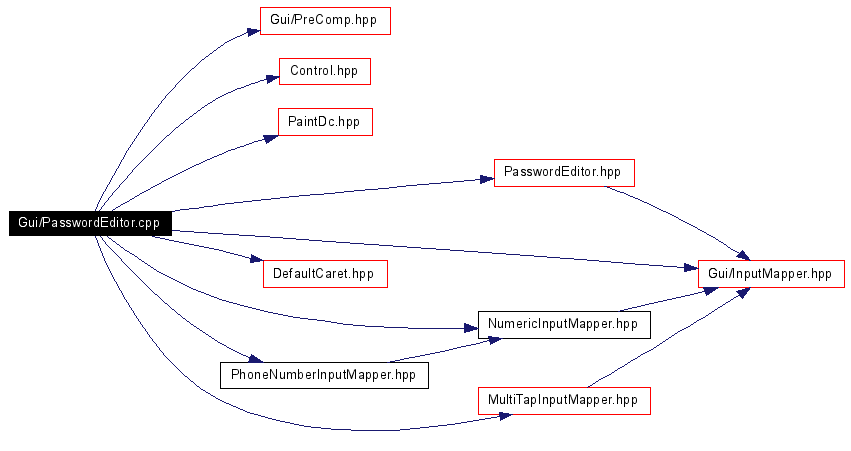 Gui/PreComp.hpp
Control.hpp
PaintDc.hpp
PasswordEditor.hpp
Gui/PasswordEditor.cpp
DefaultCaret.hpp
Gui/InputMapper.hpp
NumericInputMapper.hpp
PhoneNumberInputMapper.hpp
MultiTapInputMapper.hpp